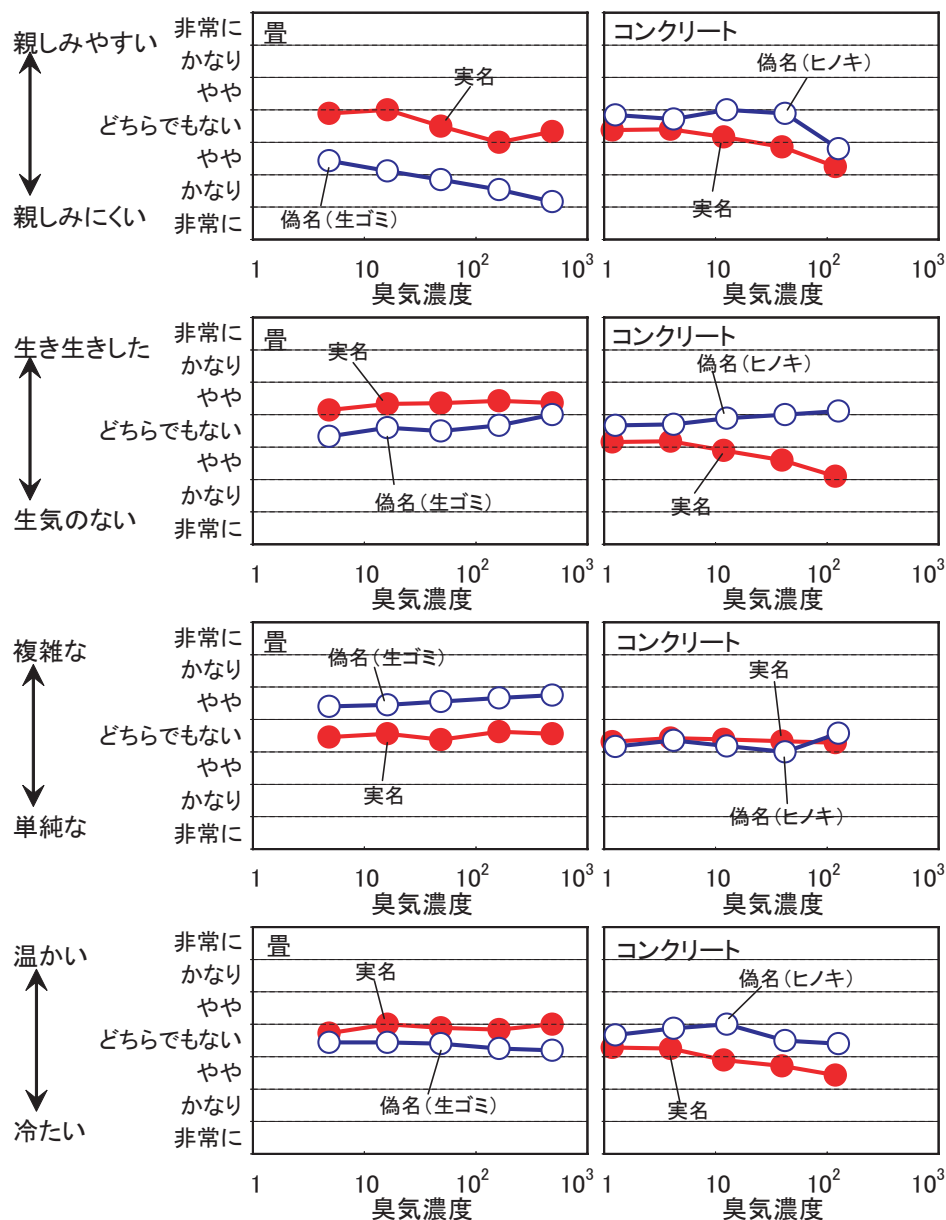 親しみやすい
親しみにくい
非常に
かなり
やや
どちらでもない
やや
かなり
非常に
畳
実名
偽名(生ゴミ)
1
10
10²
10³
臭気濃度
コンクリート
偽名(ヒノキ)
実名
1
10
10²
10³
臭気濃度
生き生きした
生気のない
非常に
かなり
やや
どちらでもない
やや
かなり
非常に
畳
実名
偽名(生ゴミ)
1
10
10²
10³
臭気濃度
コンクリート
偽名(ヒノキ)
実名
1
10
10²
10³
臭気濃度
複雑な
単純な
非常に
かなり
やや
どちらでもない
やや
かなり
非常に
畳
偽名(生ゴミ)
実名
1
10
10²
10³
臭気濃度
コンクリート
実名
偽名(ヒノキ)
1
10
10²
10³
臭気濃度
温かい
冷たい
非常に
かなり
やや
どちらでもない
やや
かなり
非常に
畳
実名
偽名(生ゴミ)
1
10
10²
10³
臭気濃度
コンクリート
偽名(ヒノキ)
実名
1
10
10²
10³
臭気濃度